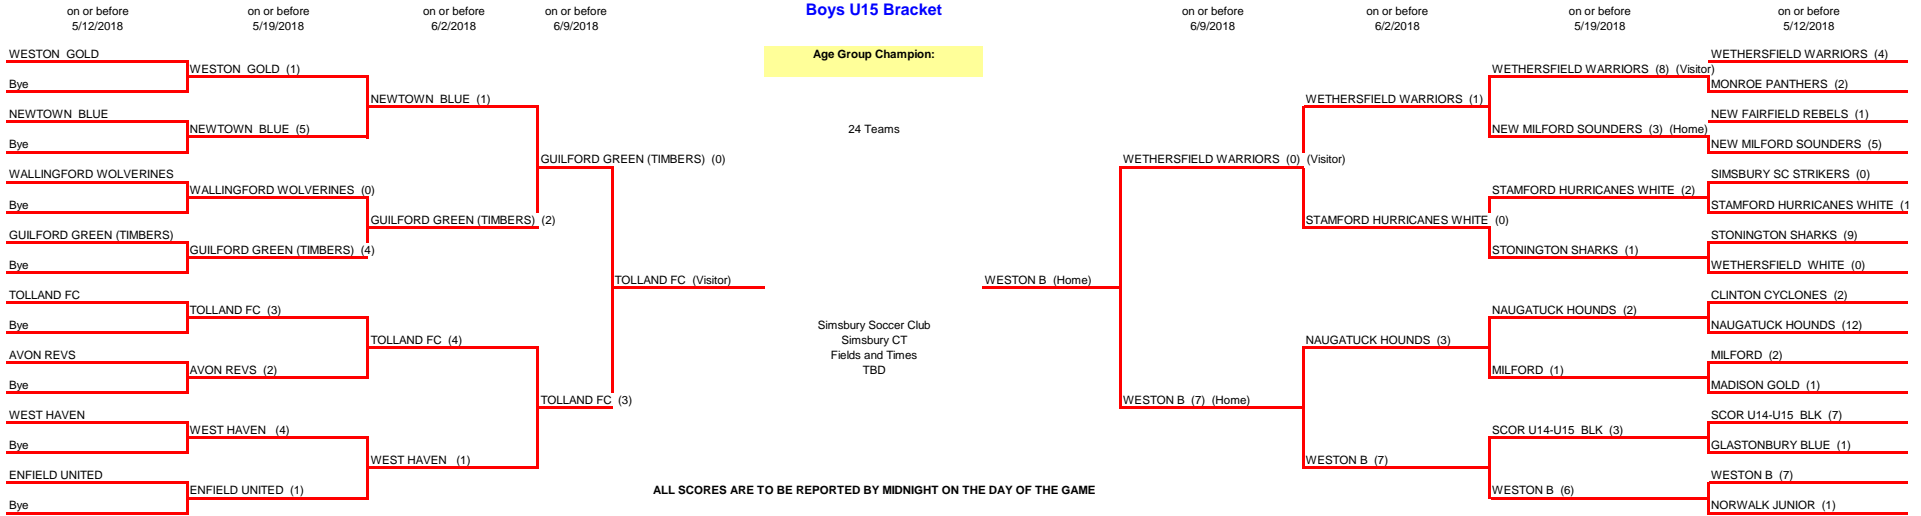 on or before
5/12/2018
on or before
5/19/2018
on or before
6/2/2018
on or before
6/9/2018
Boys U15 Bracket
on or before
6/9/2018
on or before
6/2/2018
on or before
5/19/2018
on or before
5/12/2018
Age Group Champion:
24 Teams
WESTON  GOLD
Bye
NEWTOWN  BLUE
Bye
WALLINGFORD WOLVERINES
Bye
GUILFORD GREEN (TIMBERS)
Bye
TOLLAND FC
Bye
AVON REVS
Bye
WEST HAVEN
Bye
ENFIELD UNITED
Bye
WESTON  GOLD  (1)
NEWTOWN  BLUE  (5)
WALLINGFORD WOLVERINES  (0)
GUILFORD GREEN (TIMBERS)  (4)
TOLLAND FC  (3)
AVON REVS  (2)
WEST HAVEN   (4)
ENFIELD UNITED  (1)
NEWTOWN  BLUE  (1)
GUILFORD GREEN (TIMBERS)  (2)
TOLLAND FC  (4)
WEST HAVEN   (1)
GUILFORD GREEN (TIMBERS)  (0)
TOLLAND FC  (3)
TOLLAND FC  (Visitor)
Simsbury Soccer Club
Simsbury CT
Fields and Times
TBD
ALL SCORES ARE TO BE REPORTED BY MIDNIGHT ON THE DAY OF THE GAME
WESTON B  (Home)
WETHERSFIELD WARRIORS  (0)  (Visitor)
WESTON B  (7)  (Home)
WETHERSFIELD WARRIORS  (1)
STAMFORD HURRICANES WHITE  (0)
NAUGATUCK HOUNDS  (3)
WESTON B  (7)
WETHERSFIELD WARRIORS  (8)  (Visitor)
NEW MILFORD SOUNDERS  (3)  (Home)
STAMFORD HURRICANES WHITE  (2)
STONINGTON SHARKS  (1)
NAUGATUCK HOUNDS  (2)
MILFORD  (1)
SCOR U14-U15  BLK  (3)
WESTON B  (6)
WETHERSFIELD WARRIORS  (4)
MONROE PANTHERS  (2)
NEW FAIRFIELD REBELS  (1)
NEW MILFORD SOUNDERS  (5)
SIMSBURY SC STRIKERS  (0)
STAMFORD HURRICANES WHITE  (1
STONINGTON SHARKS  (9)
WETHERSFIELD  WHITE  (0)
CLINTON CYCLONES  (2)
NAUGATUCK HOUNDS  (12)
MILFORD  (2)
MADISON GOLD  (1)
SCOR U14-U15  BLK  (7)
GLASTONBURY BLUE  (1)
WESTON B  (7)
NORWALK JUNIOR  (1)